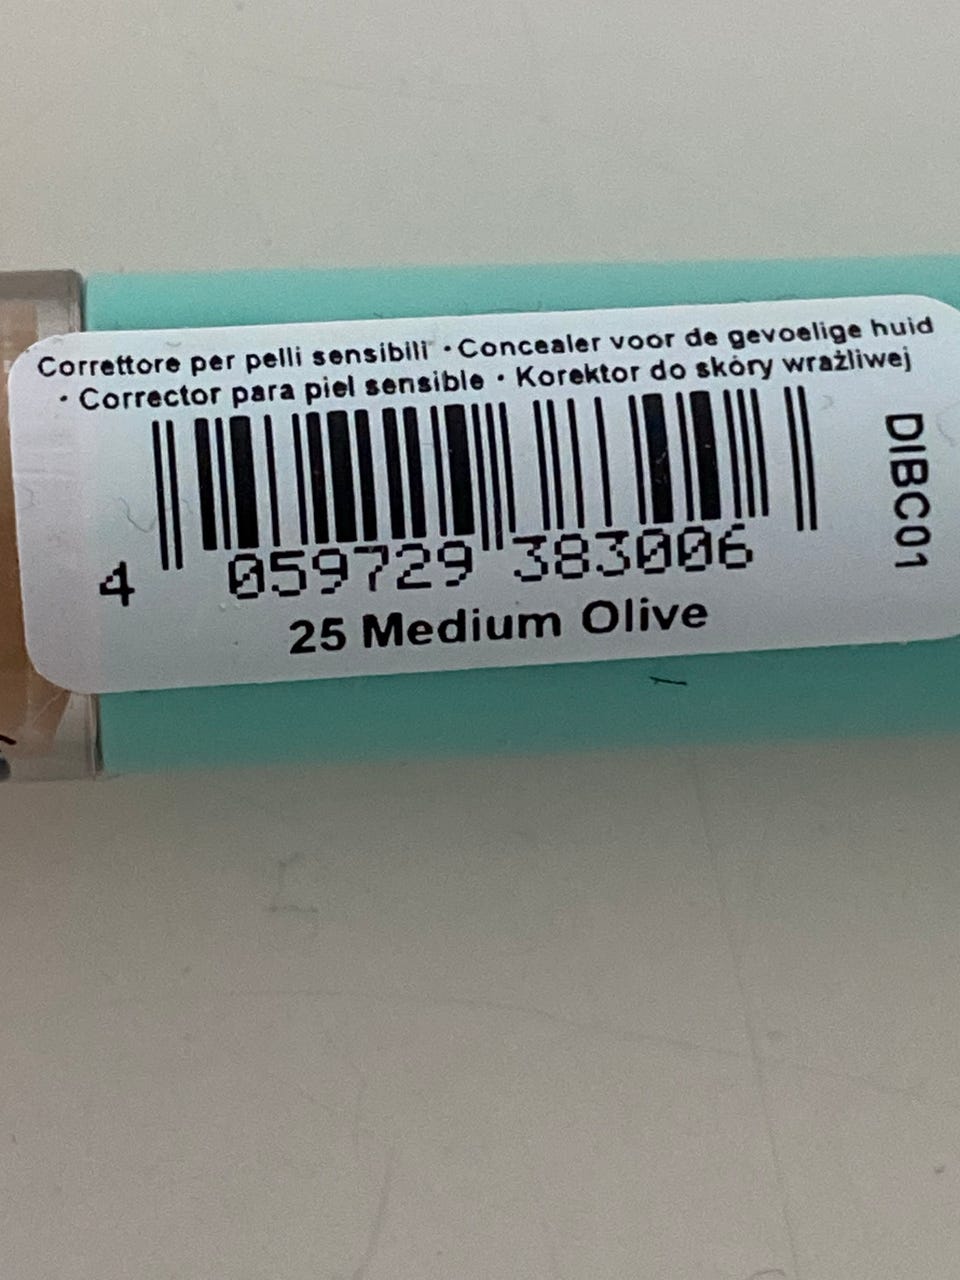 Correttore per pelli sensibili · Concealer voor de gevoelige huid
· Corrector para piel sensible · Korektor do skóry wrażliwej
4 059729 383006
25 Medium Olive
DIBC01